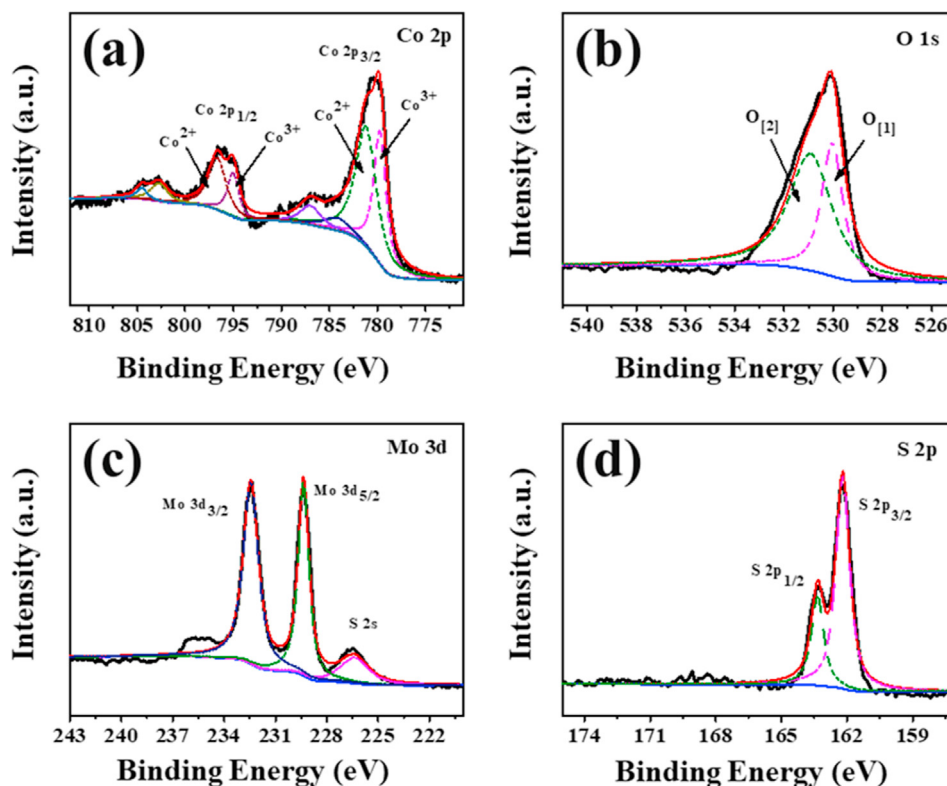 (a)
Co 2p
Co 2p3/2
Co 2p1/2
Co2+
Co3+
Co2+
Co3+
Intensity (a.u.)
810 805 800 795 790 785 780 775
Binding Energy (eV)
(b)
O 1s
O[2]
O[1]
Intensity (a.u.)
540 538 536 534 532 530 528 526
Binding Energy (eV)
(c)
Mo 3d
Mo 3d3/2
Mo 3d5/2
S 2s
Intensity (a.u.)
243 240 237 234 231 228 225 222
Binding Energy (eV)
(d)
S 2p
S 2p3/2
S 2p1/2
Intensity (a.u.)
174 171 168 165 162 159
Binding Energy (eV)